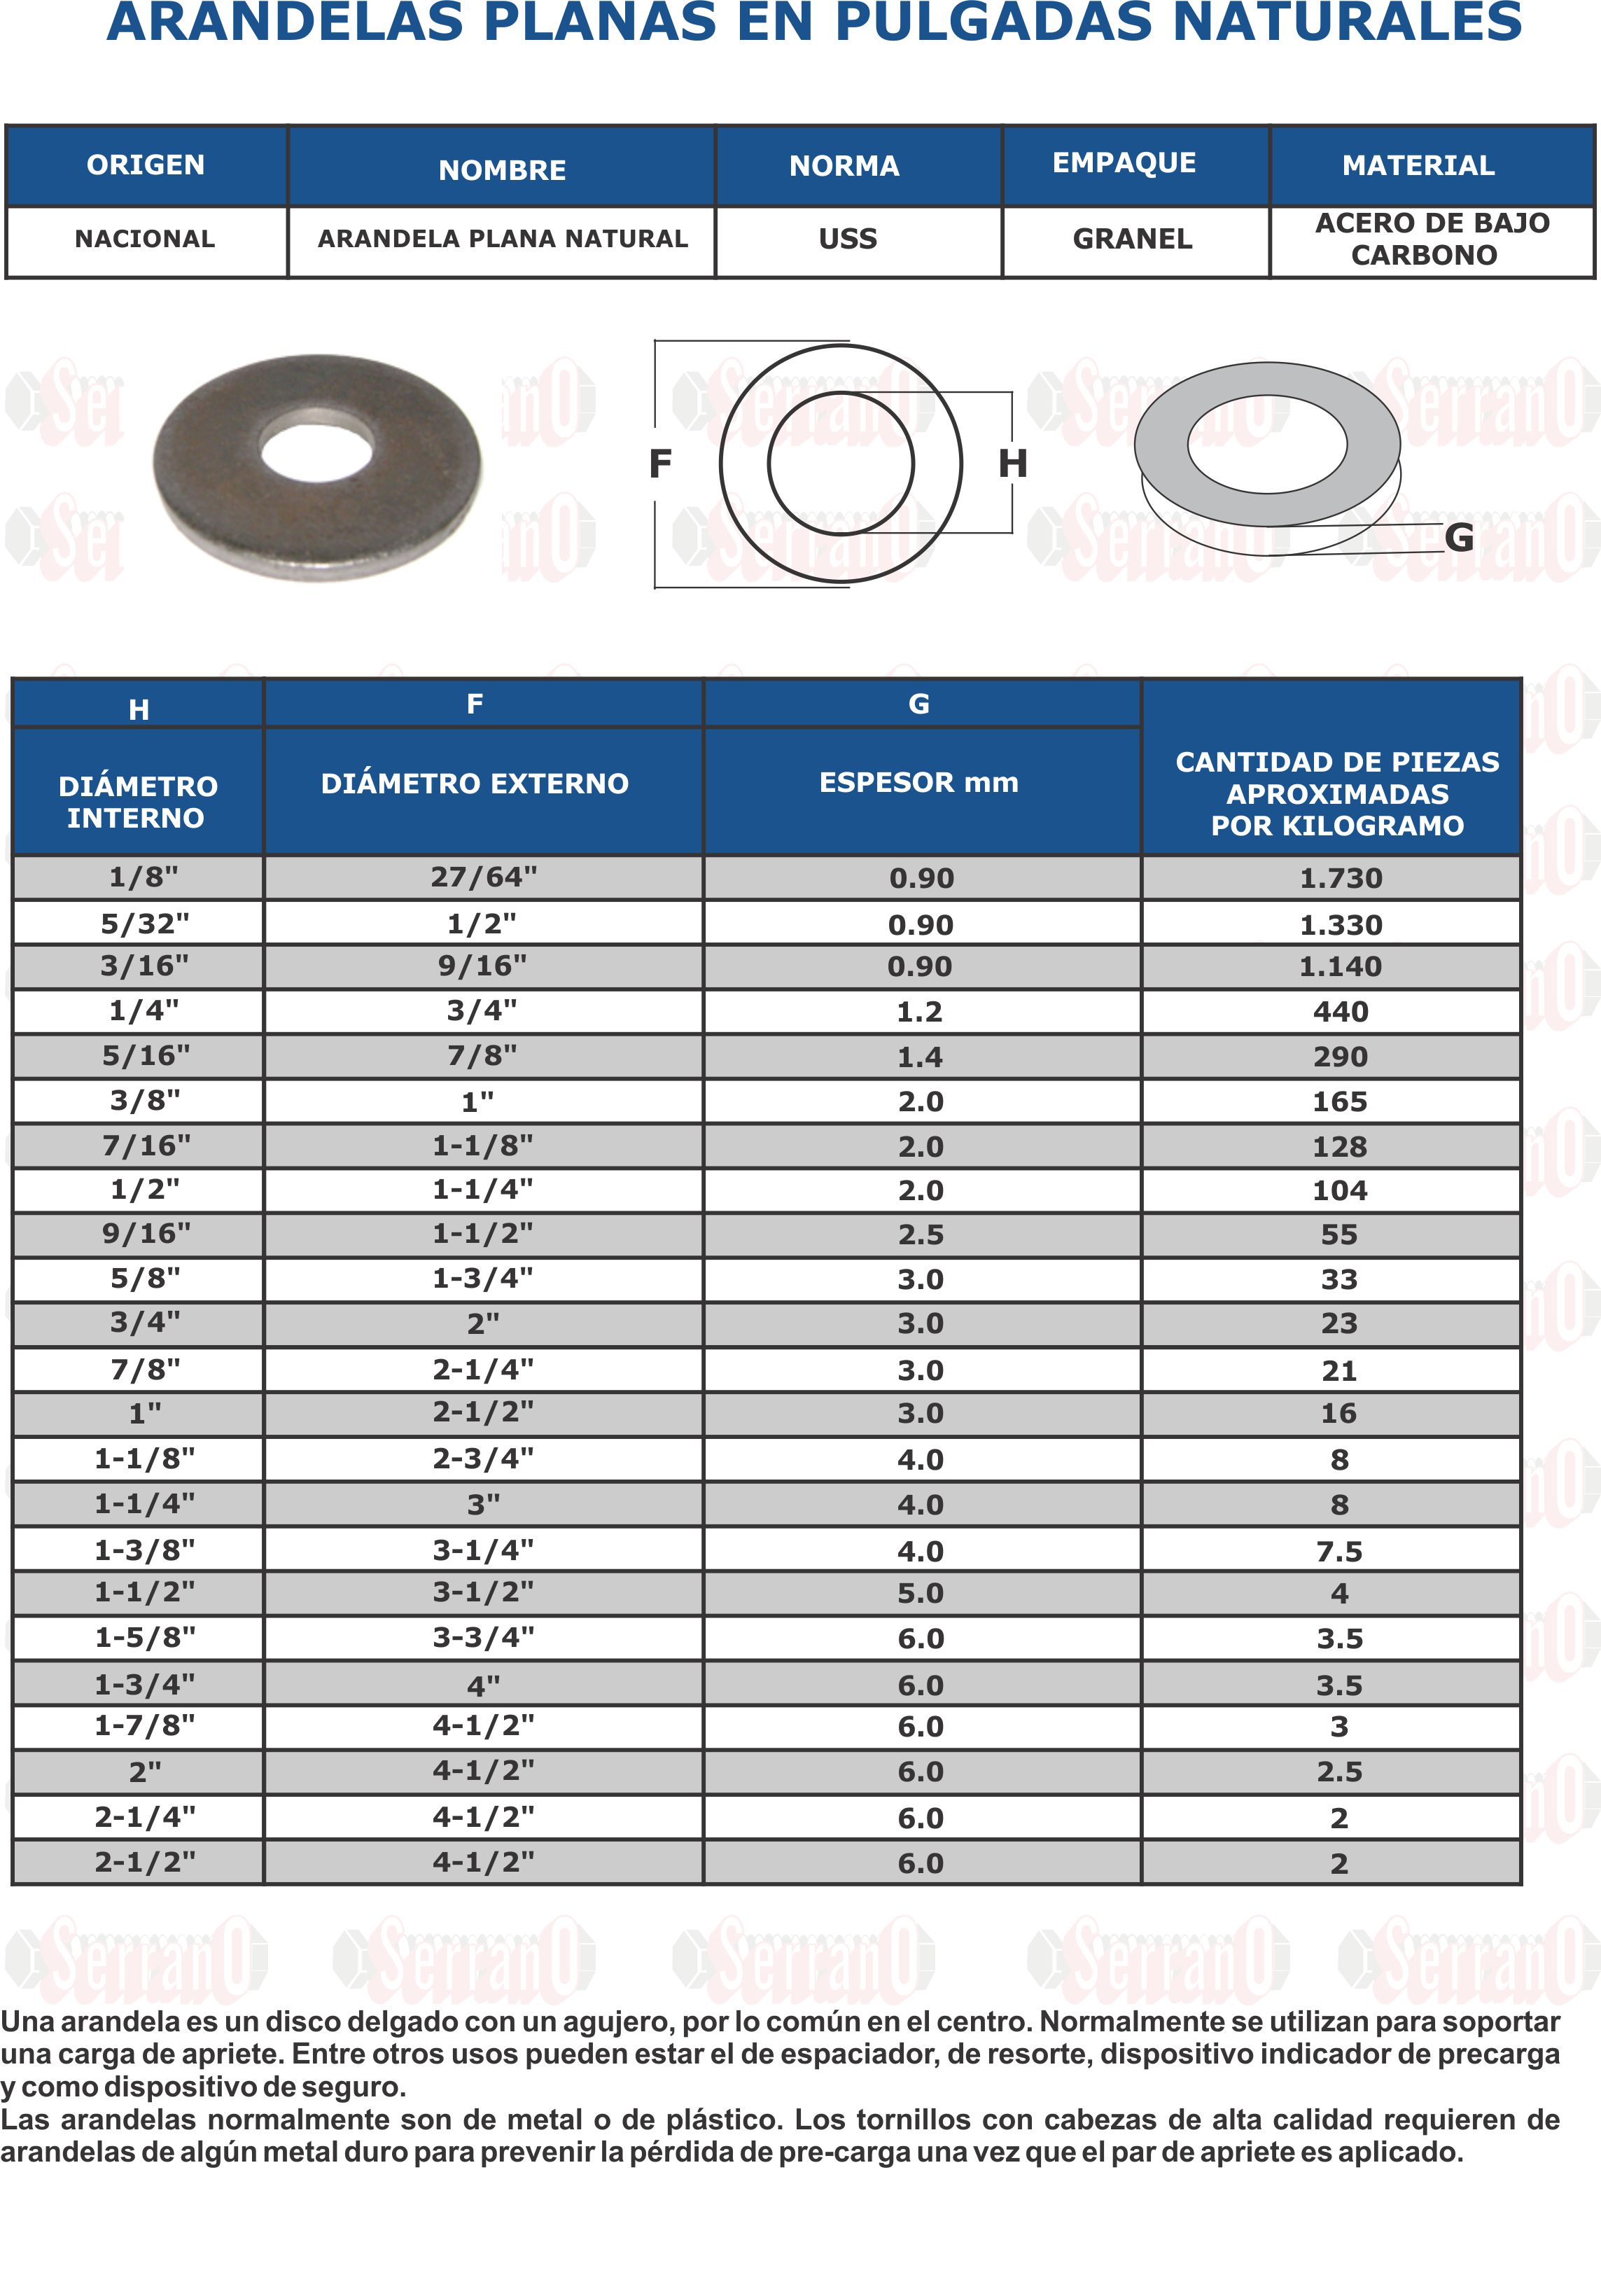 ARANDELAS PLANAS EN PULGADAS NATURALES
ORIGEN NOMBRE NORMA EMPAQUE MATERIAL
NACIONAL ARANDELA PLANA NATURAL USS GRANEL ACERO DE BAJO
CARBONO
Serrano
F H G
H F G
DIÁMETRO
INTERNO
DIÁMETRO EXTERNO
ESPESOR mm
CANTIDAD DE PIEZAS
APROXIMADAS
POR KILOGRAMO
1/8" 27/64" 0.90 1.730
5/32" 1/2" 0.90 1.330
3/16" 9/16" 0.90 1.140
1/4" 3/4" 1.2 440
5/16" 7/8" 1.4 290
3/8" 1" 2.0 165
7/16" 1-1/8" 2.0 128
1/2" 1-1/4" 2.0 104
9/16" 1-1/2" 2.5 55
5/8" 1-3/4" 3.0 33
3/4" 2" 3.0 23
7/8" 2-1/4" 3.0 21
1" 2-1/2" 3.0 16
1-1/8" 2-3/4" 4.0 8
1-1/4" 3" 4.0 8
1-3/8" 3-1/4" 4.0 7.5
1-1/2" 3-1/2" 5.0 4
1-5/8" 3-3/4" 6.0 3.5
1-3/4" 4" 6.0 3.5
1-7/8" 4-1/2" 6.0 3
2" 4-1/2" 6.0 2.5
2-1/4" 4-1/2" 6.0 2
2-1/2" 4-1/2" 6.0 2
Serrano Serrano Serrano Serrano Serrano
Una arandela es un disco delgado con un agujero, por lo común en el centro. Normalmente se utilizan para soportar
una carga de apriete. Entre otros usos pueden estar el de espaciador, de resorte, dispositivo indicador de precarga
y como dispositivo de seguro.
Las arandelas normalmente son de metal o de plástico. Los tornillos con cabezas de alta calidad requieren de
arandelas de algún metal duro para prevenir la pérdida de pre-carga una vez que el par de apriete es aplicado.